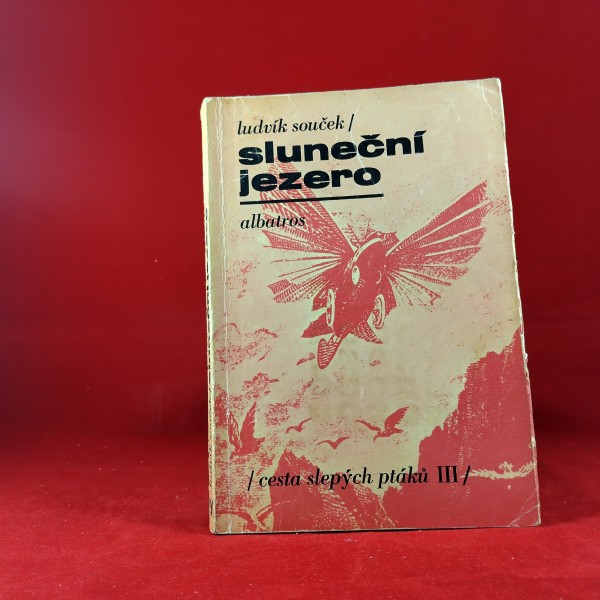 ludvík souček/
sluneční
jezero
albatros
/cesta slepých ptáků III/